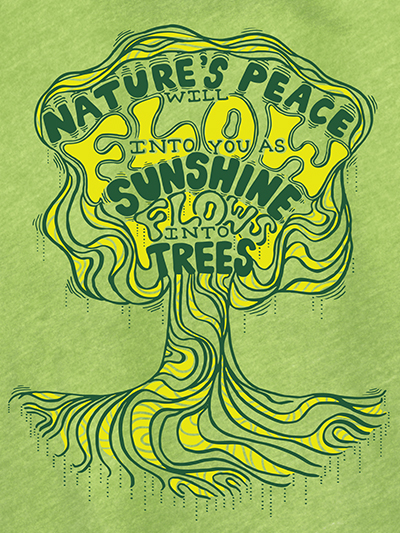 NATURE'S PEACE
WILL
FLOW
INTO YOU AS
SUNSHINE
FLOWS
INTO
TREES